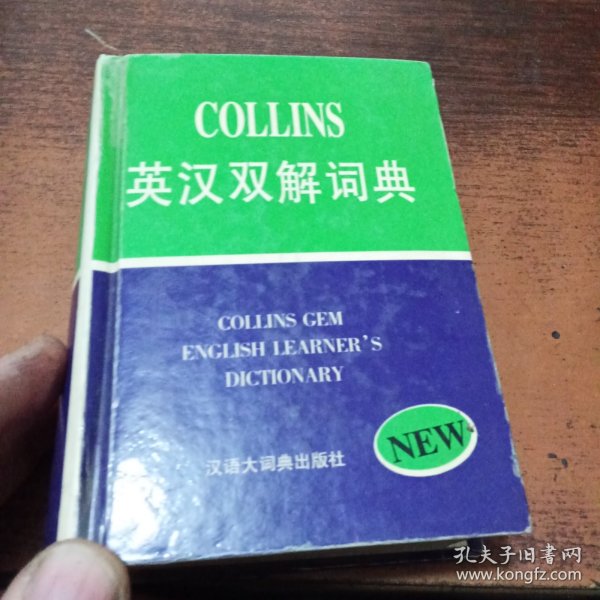 COLLINS
英汉双解词典
COLLINS GEM
ENGLISH LEARNER'S
DICTIONARY
NEW
汉语大词典出版社
孔夫子旧书网
www.kongfz.com